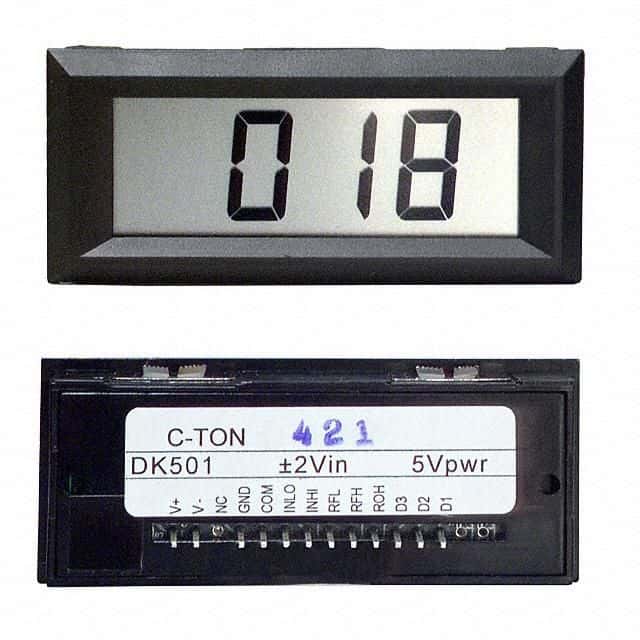 018
C-TON 421
DK501 ±2Vin 5Vpwr
V+ V- NC GND COM INLO INHI RFL RFH ROH D3 D2 D1